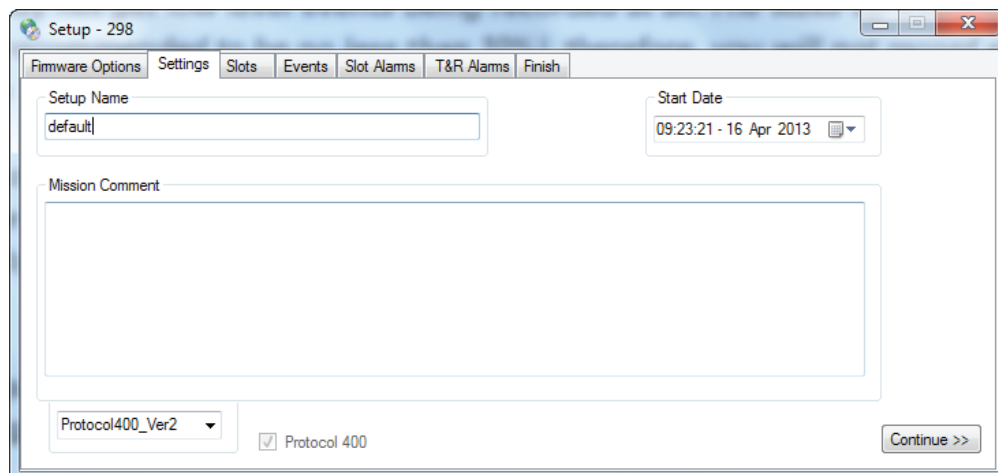 Setup - 298
Firmware Options Settings Slots Events Slot Alarms T&R Alarms Finish
Setup Name
default
Start Date
09:23:21 - 16 Apr 2013
Mission Comment
Protocol400_Ver2
Protocol 400
Continue >>